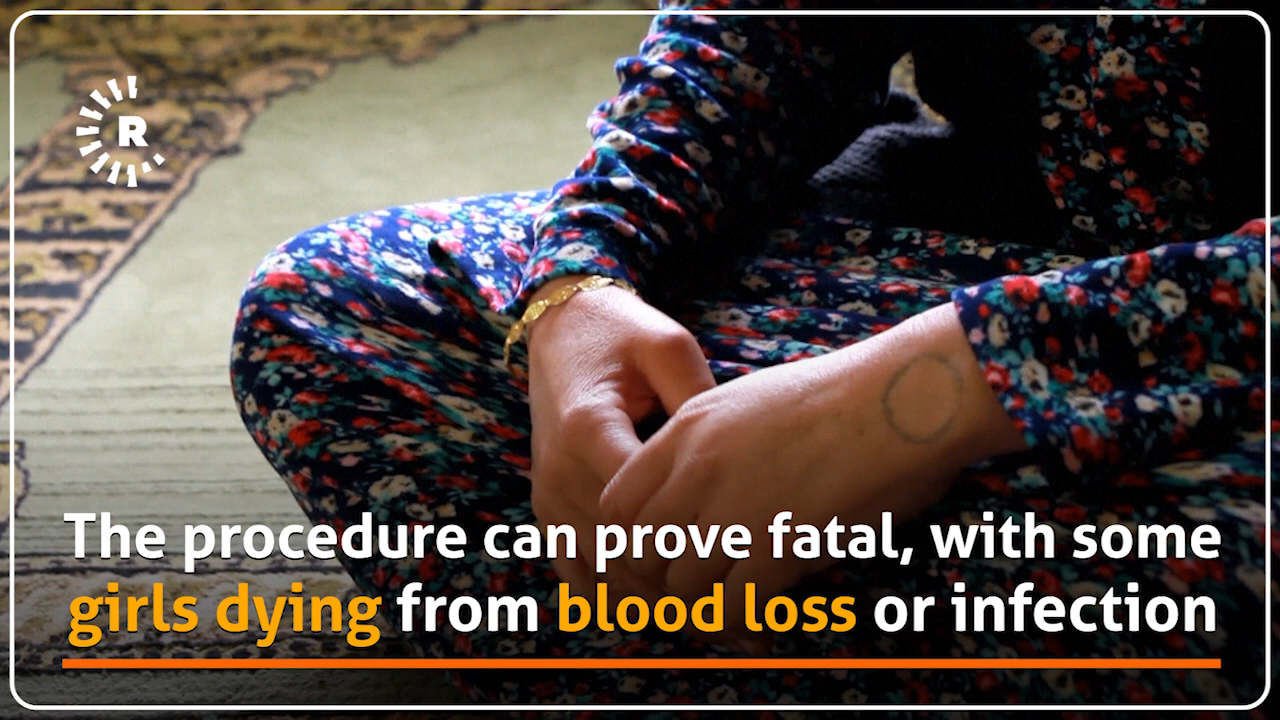 R
The procedure can prove fatal, with some
girls dying from blood loss or infection